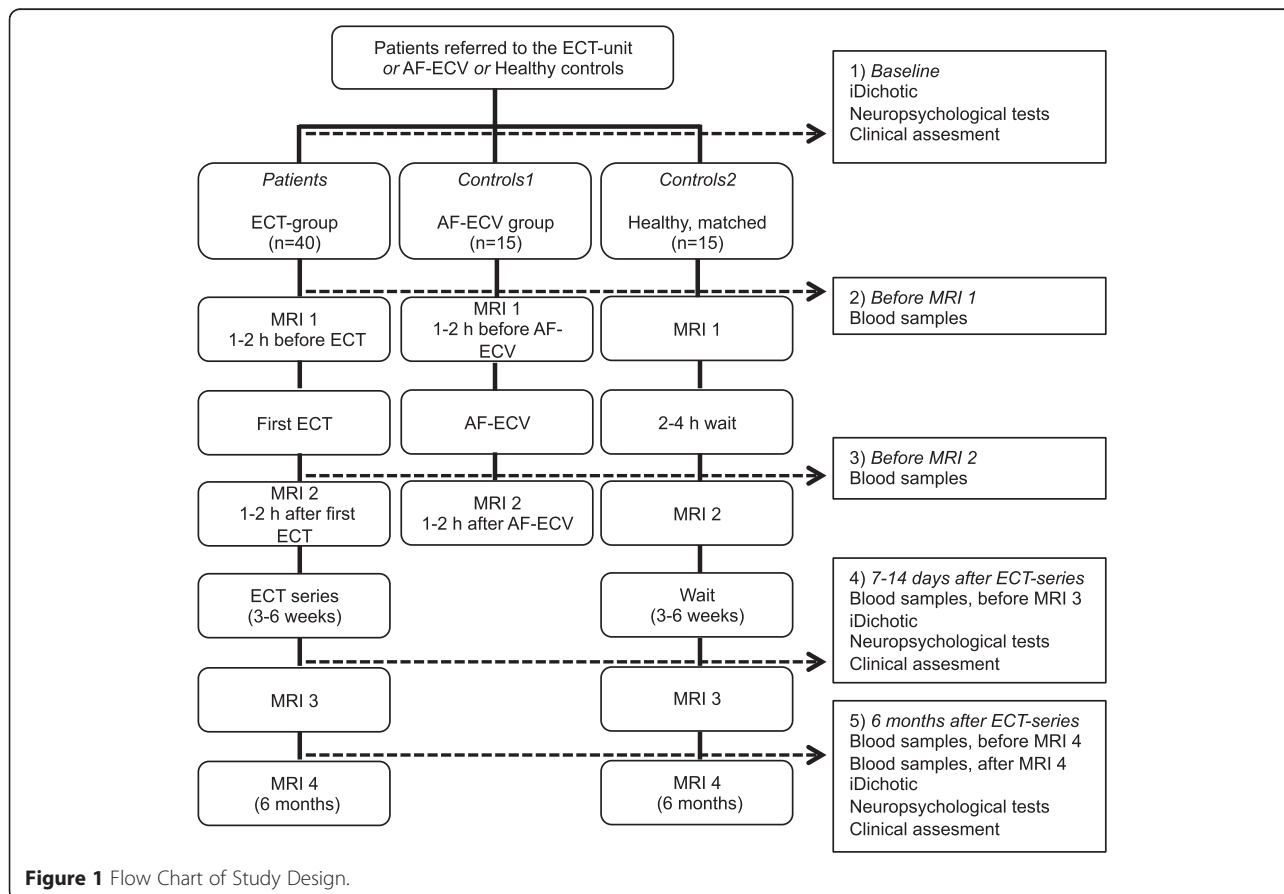 Patients referred to the ECT-unit
or AF-ECV or Healthy controls
1) Baseline
iDichotic
Neuropsychological tests
Clinical assesment
Patients
ECT-group
(n=40)
Controls1
AF-ECV group
(n=15)
Controls2
Healthy, matched
(n=15)
2) Before MRI 1
Blood samples
MRI 1
1-2 h before ECT
MRI 1
1-2 h before AF-
ECV
MRI 1
First ECT
AF-ECV
2-4 h wait
3) Before MRI 2
Blood samples
MRI 2
1-2 h after first
ECT
MRI 2
1-2 h after AF-ECV
MRI 2
4) 7-14 days after ECT-series
Blood samples, before MRI 3
iDichotic
Neuropsychological tests
Clinical assesment
ECT series
(3-6 weeks)
Wait
(3-6 weeks)
MRI 3
MRI 3
5) 6 months after ECT-series
Blood samples, before MRI 4
Blood samples, after MRI 4
iDichotic
Neuropsychological tests
Clinical assesment
MRI 4
(6 months)
MRI 4
(6 months)
Figure 1 Flow Chart of Study Design.